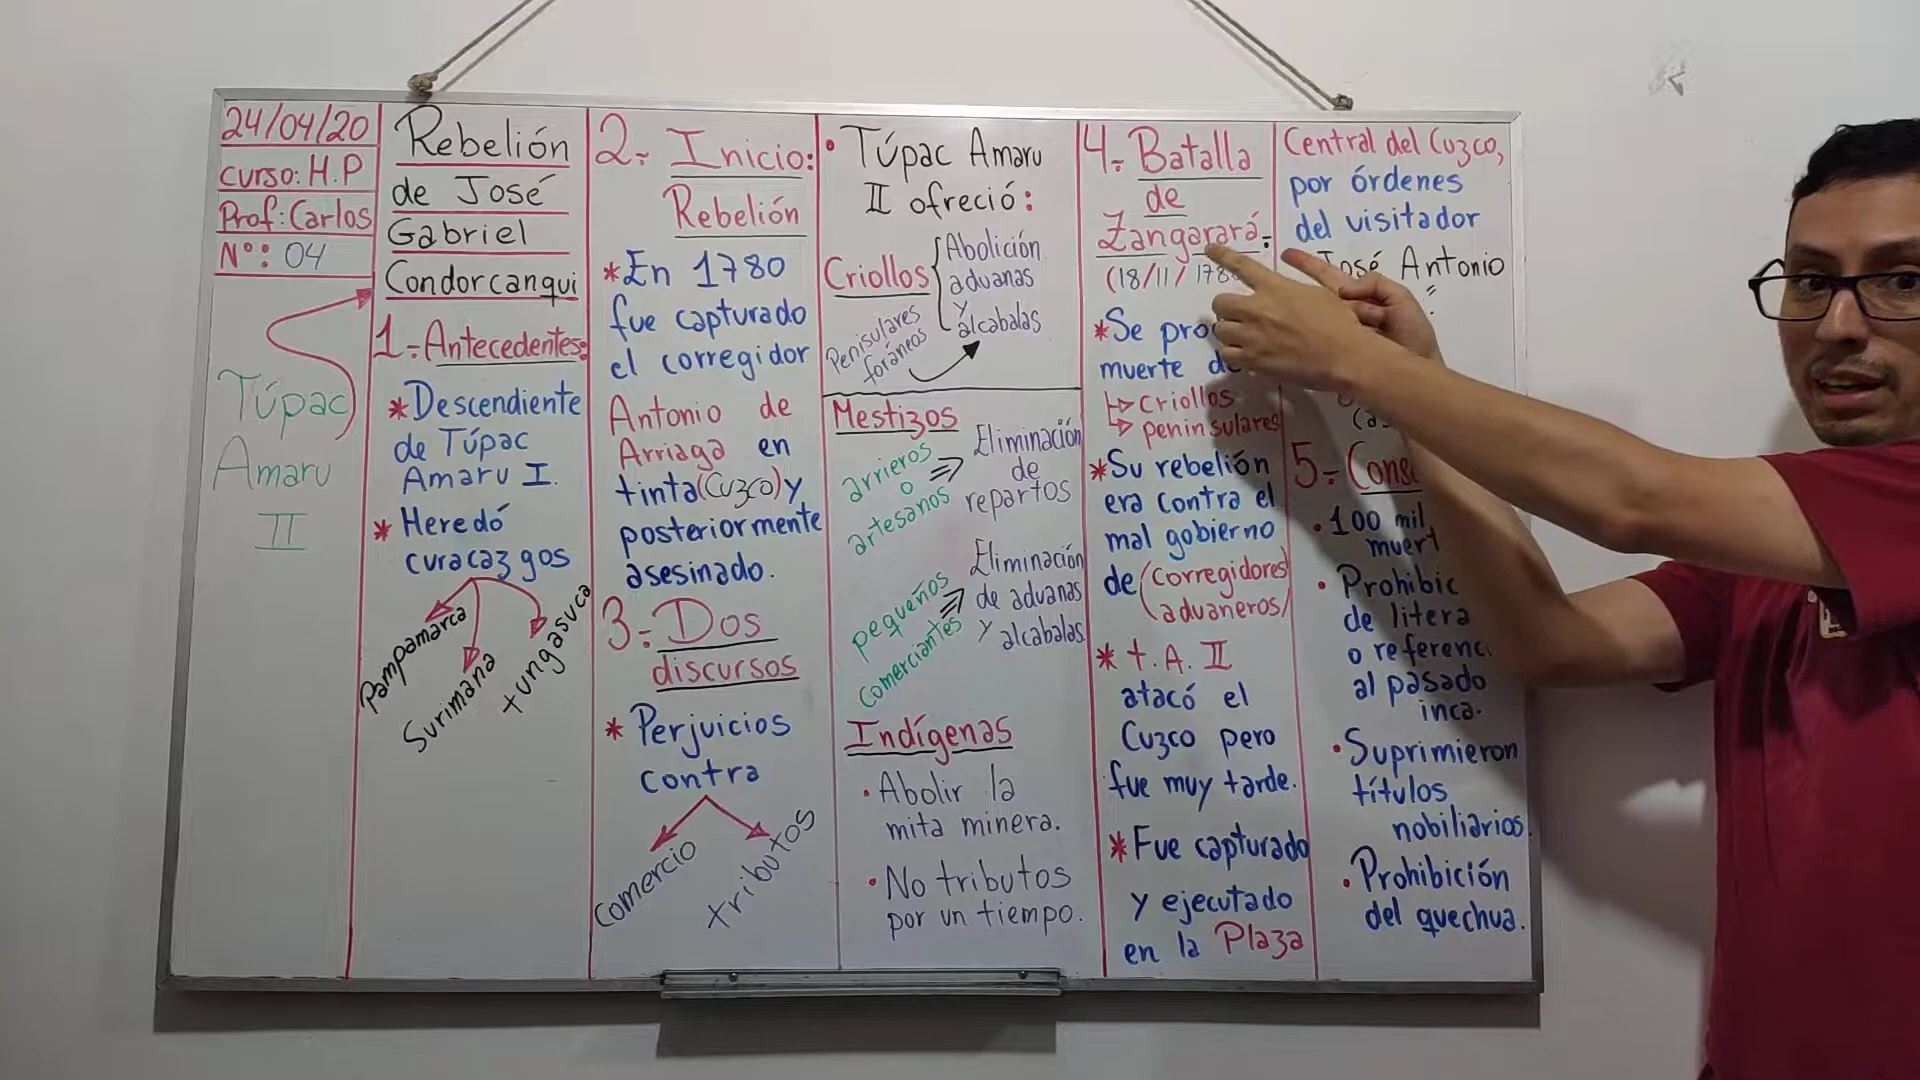 24/04/20
curso: H.P
Prof: Carlos
N°: 04
Túpac
Amaru
II
Rebelión
de José
Gabriel
Condorcanqui
1.- Antecedentes:
* Descendiente
de Túpac
Amaru I.
* Heredó
curacazgos
Pampamarca
Surimana
tungasuca
2.- Inicio:
Rebelión
* En 1780
fue capturado
el corregidor
Antonio de
Arriaga en
tinta (Cuzco) y
posteriormente
asesinado.
3.- Dos
discursos
* Perjuicios
contra
Comercio
tributos
• Túpac Amaru
II ofreció:
Criollos
Abolición
aduanas
y
alcabalas
Penisulares
foráneos
Mestizos
arrieros
o
artesanos
Eliminación
de
repartos
pequeños
comerciantes
Eliminación
de aduanas
y alcabalas
Indígenas
• Abolir la
mita minera.
• No tributos
por un tiempo.
4.- Batalla
de
Zangarará:
(18/11/
* Se
muerte
Criollos
peninsulares
* Su rebelión
era contra el
mal gobierno
de (corregidores
aduaneros)
* t.A. II
atacó el
Cuzco pero
fue muy tarde.
* Fue capturado
y ejecutado
en la Plaza
Central del Cuzco,
por órdenes
del visitador
José Antonio
5.-
• 100 mil
•
de
o
al pasado
inca.
• Suprimieron
títulos
nobiliarios.
• Prohibición
del quechua.